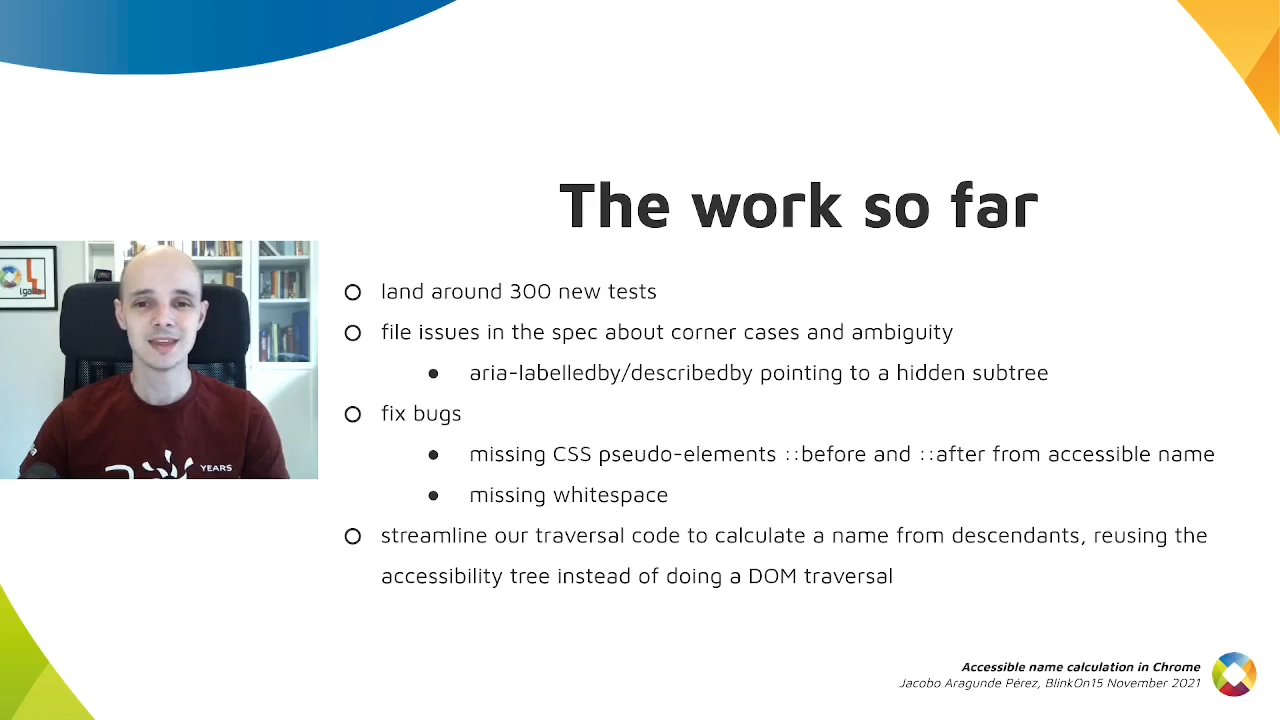 The work so far
Igalia
land around 300 new tests
file issues in the spec about corner cases and ambiguity
aria-labelledby/describedby pointing to a hidden subtree
fix bugs
missing CSS pseudo-elements ::before and ::after from accessible name
YEARS
missing whitespace
streamline our traversal code to calculate a name from descendants, reusing the
accessibility tree instead of doing a DOM traversal
Accessible name calculation in Chrome
Jacobo Aragunde Pérez, BlinkOn15 November 2021